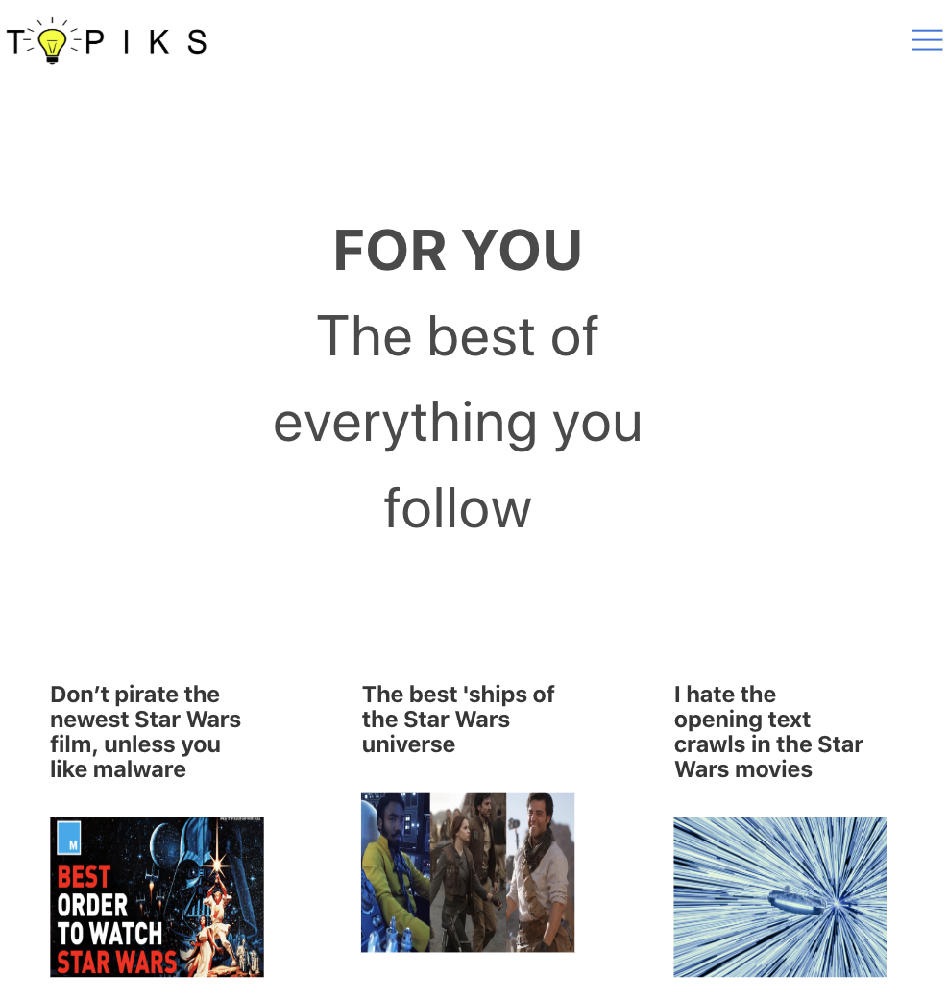 TOPIKS
FOR YOU
The best of
everything you
follow
Don’t pirate the
newest Star Wars
film, unless you
like malware
The best 'ships of
the Star Wars
universe
I hate the
opening text
crawls in the Star
Wars movies
M
BEST
ORDER
TO WATCH
STAR WARS